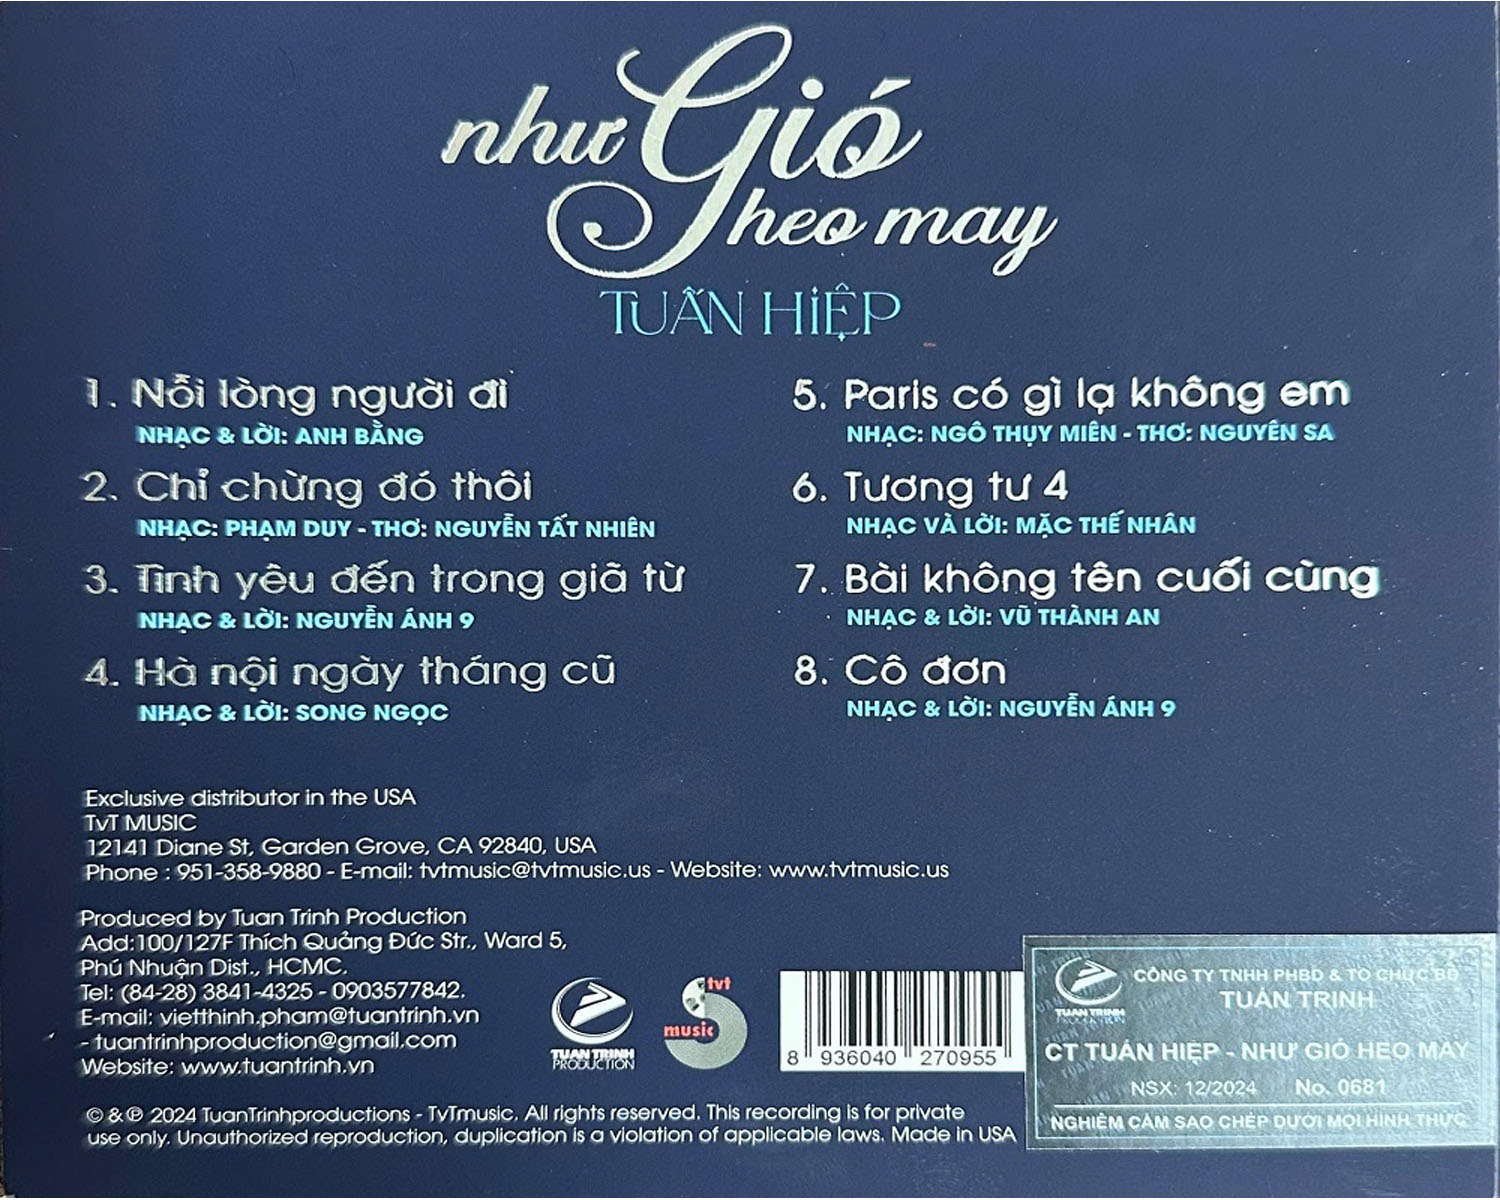 như Gió
heo may
TUẤN HIỆP
1. Nỗi lòng người đi
NHẠC & LỜI: ANH BẰNG
2. Chỉ chừng đó thôi
NHẠC: PHẠM DUY - THƠ: NGUYỄN TẤT NHIÊN
3. Tình yêu đến trong giã từ
NHẠC & LỜI: NGUYỄN ÁNH 9
4. Hà nội ngày tháng cũ
NHẠC & LỜI: SONG NGỌC
5. Paris có gì lạ không em
NHẠC: NGÔ THỤY MIÊN - THƠ: NGUYÊN SA
6. Tương tư 4
NHẠC VÀ LỜI: MẶC THẾ NHÂN
7. Bài không tên cuối cùng
NHẠC & LỜI: VŨ THÀNH AN
8. Cô đơn
NHẠC & LỜI: NGUYỄN ÁNH 9
Exclusive distributor in the USA
TvT MUSIC
12141 Diane St, Garden Grove, CA 92840, USA
Phone : 951-358-9880 - E-mail: tvtmusic@tvtmusic.us - Website: www.tvtmusic.us
Produced by Tuan Trinh Production
Add:100/127F Thích Quảng Đức Str., Ward 5,
Phú Nhuận Dist., HCMC.
Tel: (84-28) 3841-4325 - 0903577842.
E-mail: vietthinh.pham@tuantrinh.vn
- tuantrinhproduction@gmail.com
Website: www.tuantrinh.vn
TUAN TRINH
PRODUCTION
tvt
music
8 936040 270955
TUAN TRINH
PRODUCTION
CÔNG TY TNHH PHBD & TỔ CHỨC BD
TUẤN TRINH
CT TUẤN HIỆP - NHƯ GIÓ HEO MAY
NSX: 12/2024 No. 0681
NGHIÊM CẤM SAO CHÉP DƯỚI MỌI HÌNH THỨC
© & ℗ 2024 TuanTrinhproductions - TvTmusic. All rights reserved. This recording is for private
use only. Unauthorized reproduction, duplication is a violation of applicable laws. Made in USA